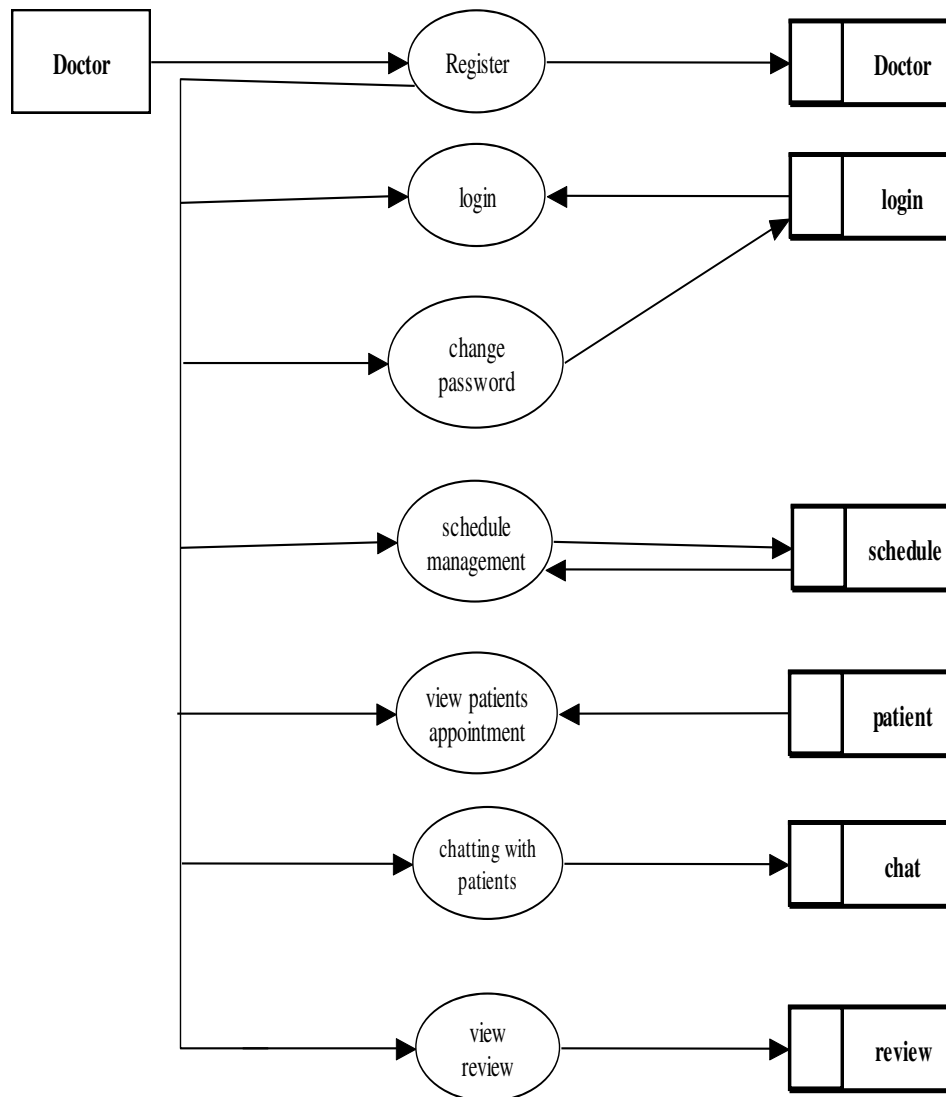 Doctor
Register
Doctor
login
login
change
password
schedule
management
schedule
view patients
appointment
patient
chatting with
patients
chat
view
review
review